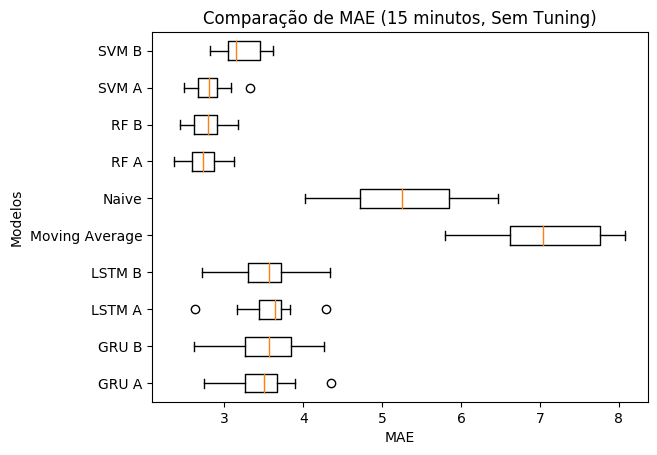 Comparação de MAE (15 minutos, Sem Tuning)
SVM B
SVM A
RF B
RF A
Naive
Moving Average
LSTM B
LSTM A
GRU B
GRU A
Modelos
3 4 5 6 7 8
MAE